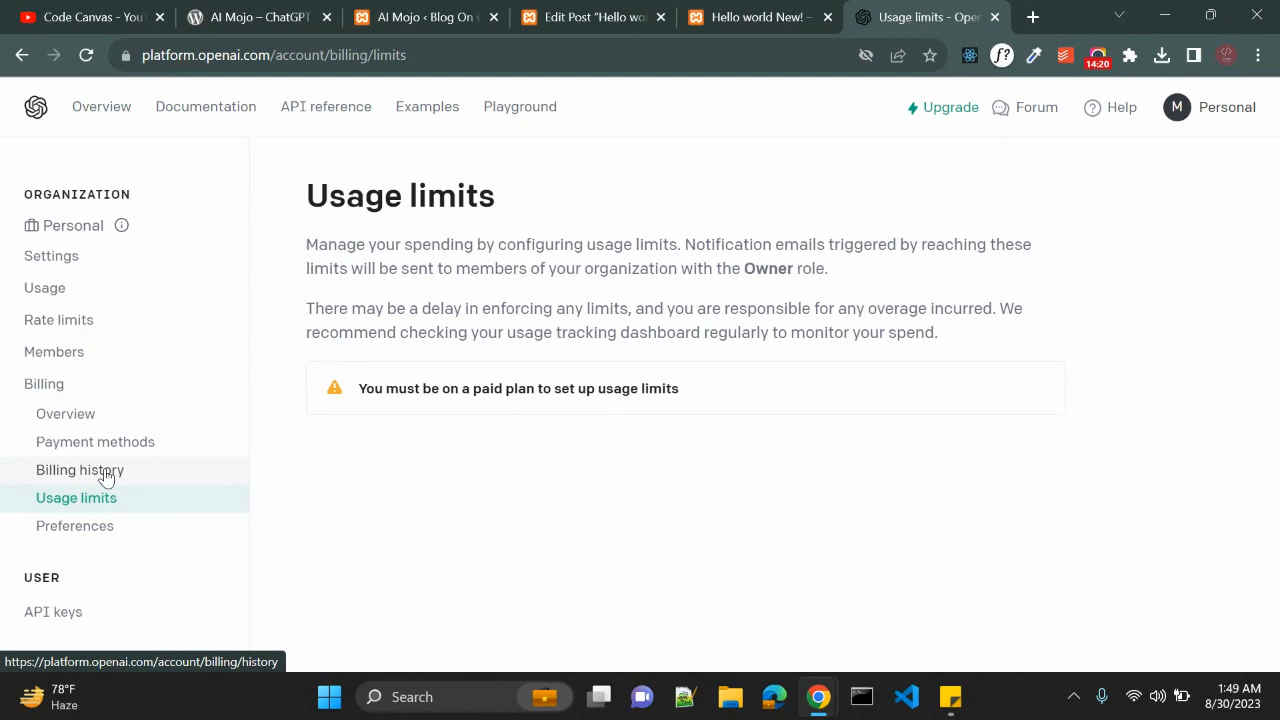 Code Canvas - YouT
AI Mojo – ChatGPT
AI Mojo ‹ Blog On
Edit Post "Hello wo
Hello world New! –
Usage limits - Open
platform.openai.com/account/billing/limits
14:20
Overview
Documentation
API reference
Examples
Playground
Upgrade
Forum
Help
M
Personal
ORGANIZATION
Personal
Settings
Usage
Rate limits
Members
Billing
Overview
Payment methods
Billing history
Usage limits
Preferences
USER
API keys
Usage limits
Manage your spending by configuring usage limits. Notification emails triggered by reaching these
limits will be sent to members of your organization with the Owner role.
There may be a delay in enforcing any limits, and you are responsible for any overage incurred. We
recommend checking your usage tracking dashboard regularly to monitor your spend.
You must be on a paid plan to set up usage limits
https://platform.openai.com/account/billing/history
78°F
Haze
Search
1:49 AM
8/30/2023